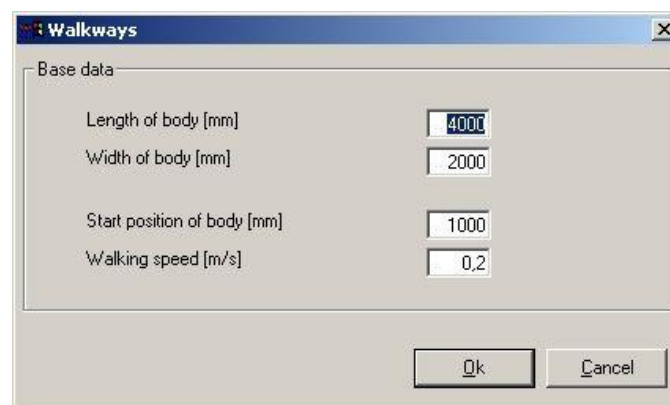 Walkways
Base data
Length of body [mm] 4000
Width of body [mm] 2000
Start position of body [mm] 1000
Walking speed [m/s] 0,2
Ok Cancel